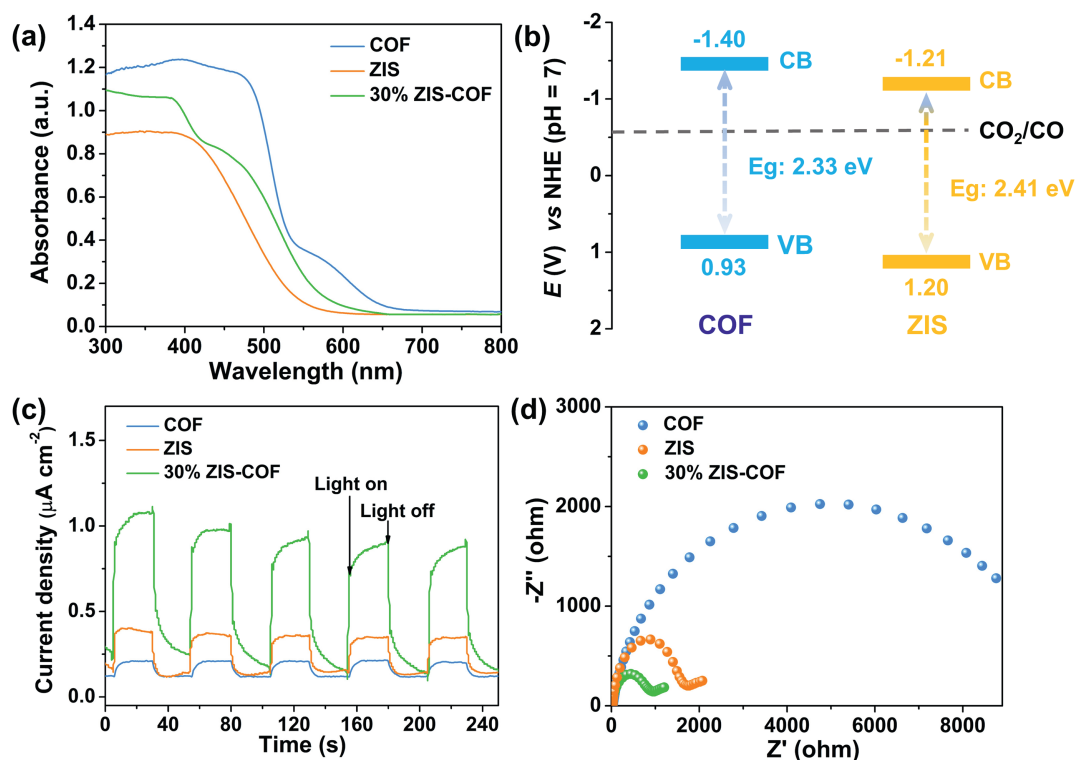 (a)
COF
ZIS
30% ZIS-COF
Absorbance (a.u.)
1.4
1.2
1.0
0.8
0.6
0.4
0.2
0.0
300 400 500 600 700 800
Wavelength (nm)
(b)
E (V) vs NHE (pH = 7)
-2
-1
0
1
2
-1.40
CB
-1.21
CB
CO₂/CO
Eg: 2.33 eV
Eg: 2.41 eV
VB
0.93
VB
1.20
COF
ZIS
(c)
COF
ZIS
30% ZIS-COF
Light on
Light off
Current density (μA cm⁻²)
1.5
1.0
0.5
0.0
0 40 80 120 160 200 240
Time (s)
(d)
COF
ZIS
30% ZIS-COF
-Z'' (ohm)
3000
2000
1000
0
0 2000 4000 6000 8000
Z' (ohm)